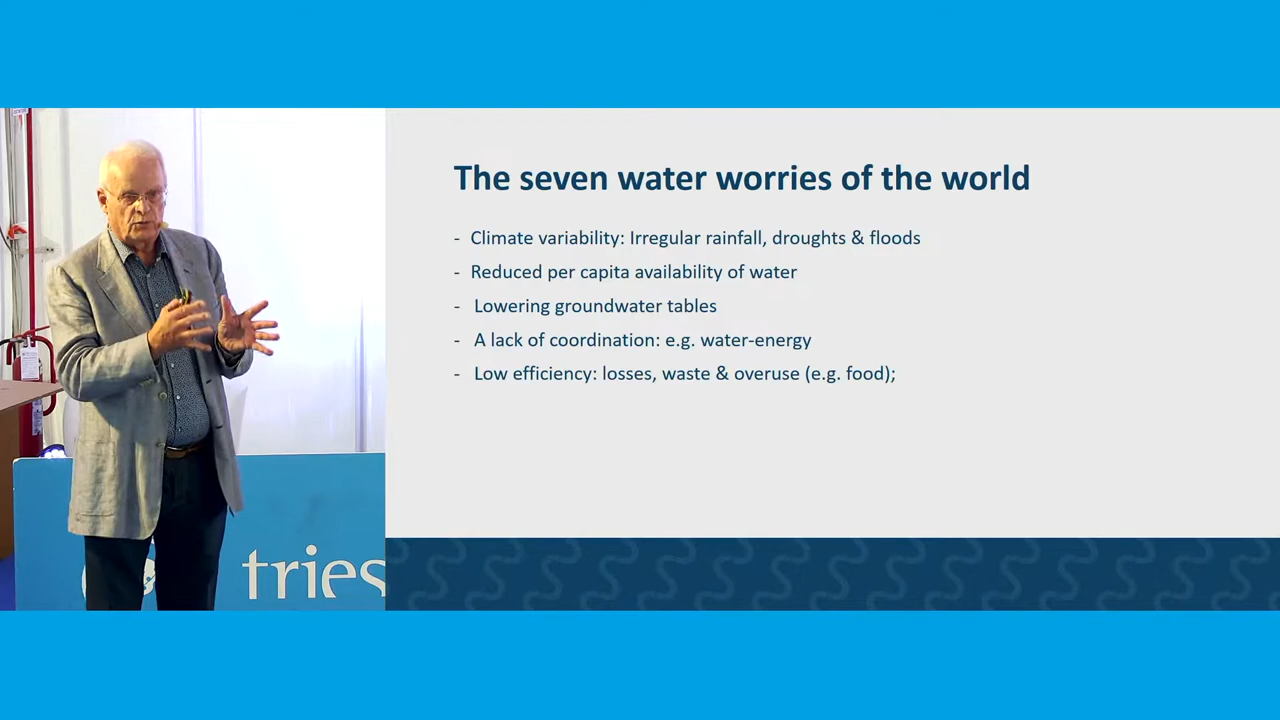 The seven water worries of the world
- Climate variability: Irregular rainfall, droughts & floods
- Reduced per capita availability of water
- Lowering groundwater tables
- A lack of coordination: e.g. water-energy
- Low efficiency: losses, waste & overuse (e.g. food);
tries